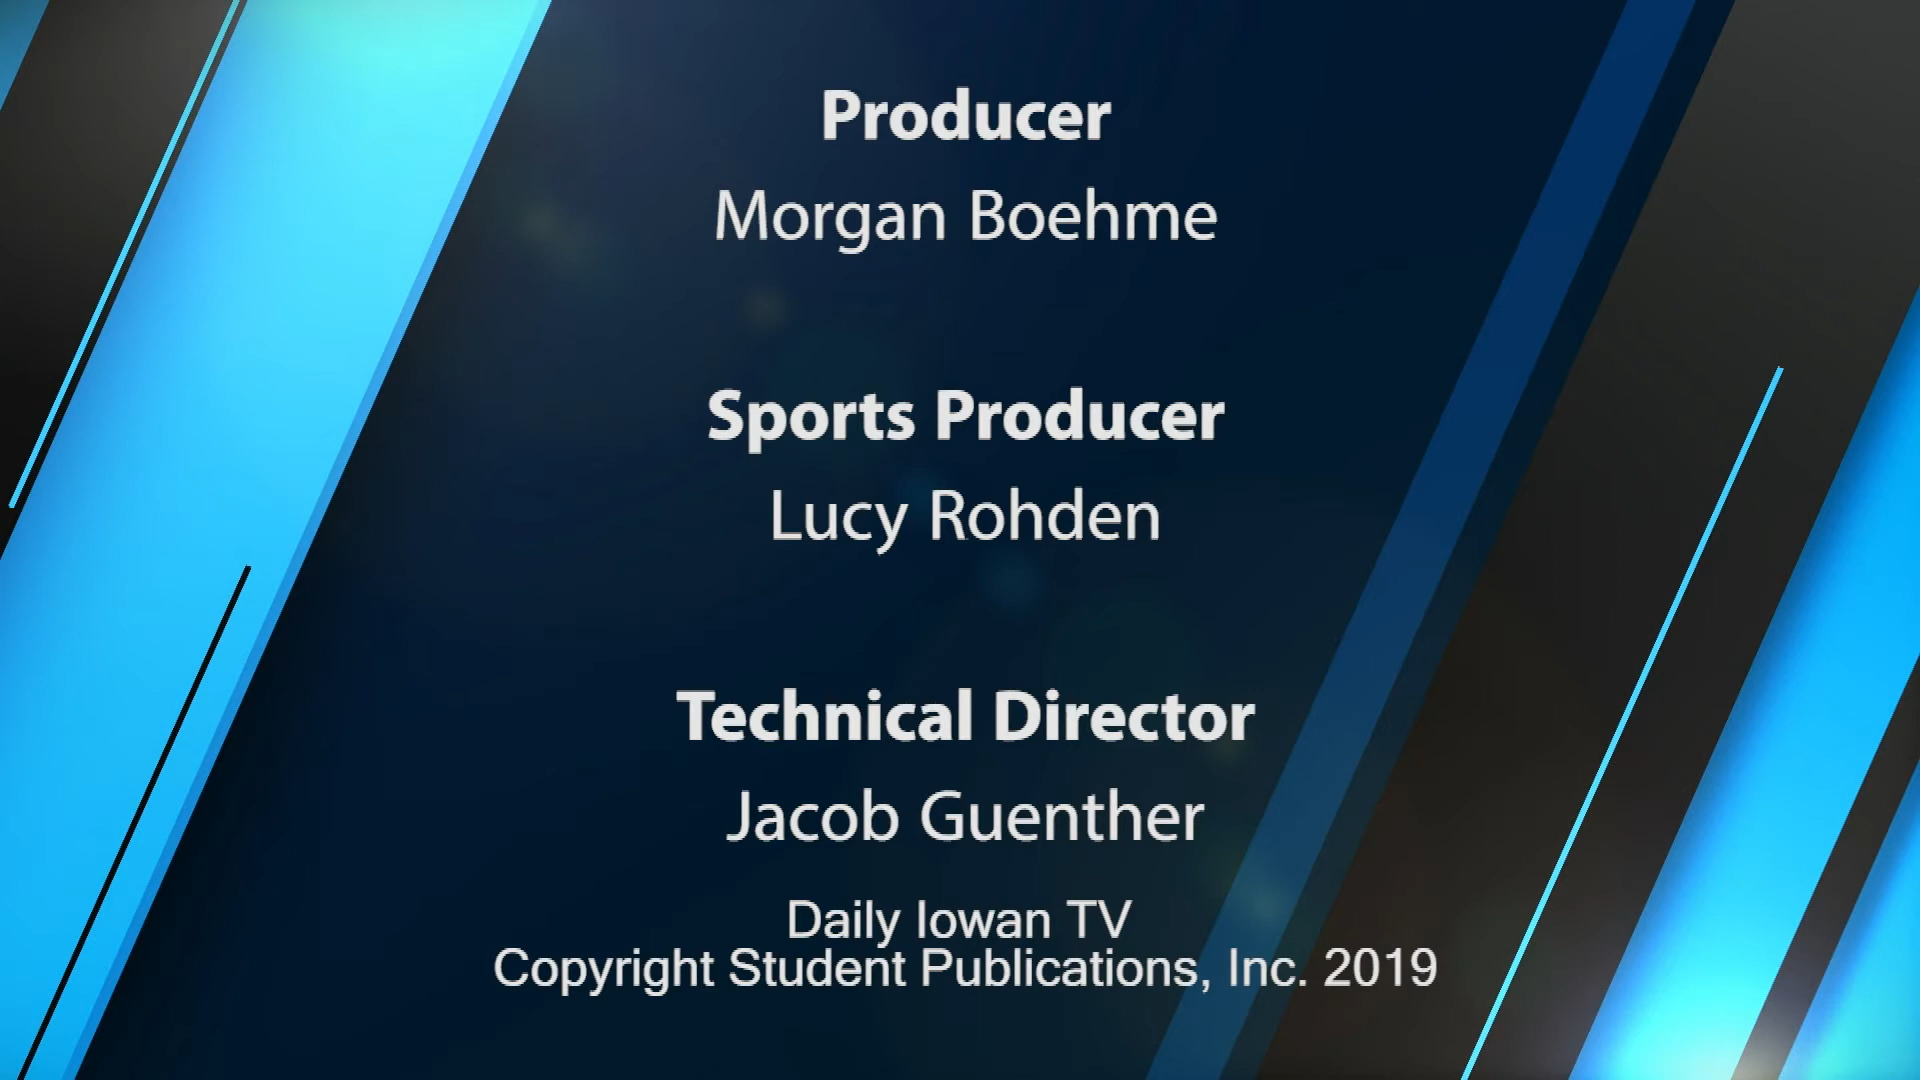 Producer
Morgan Boehme
Sports Producer
Lucy Rohden
Technical Director
Jacob Guenther
Daily Iowan TV
Copyright Student Publications, Inc. 2019